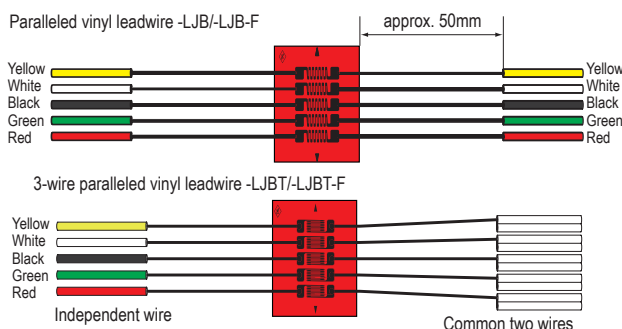 Paralleled vinyl leadwire -LJB/-LJB-F
approx. 50mm
Yellow
White
Black
Green
Red
Yellow
White
Black
Green
Red
3-wire paralleled vinyl leadwire -LJBT/-LJBT-F
Yellow
White
Black
Green
Red
Independent wire
Common two wires